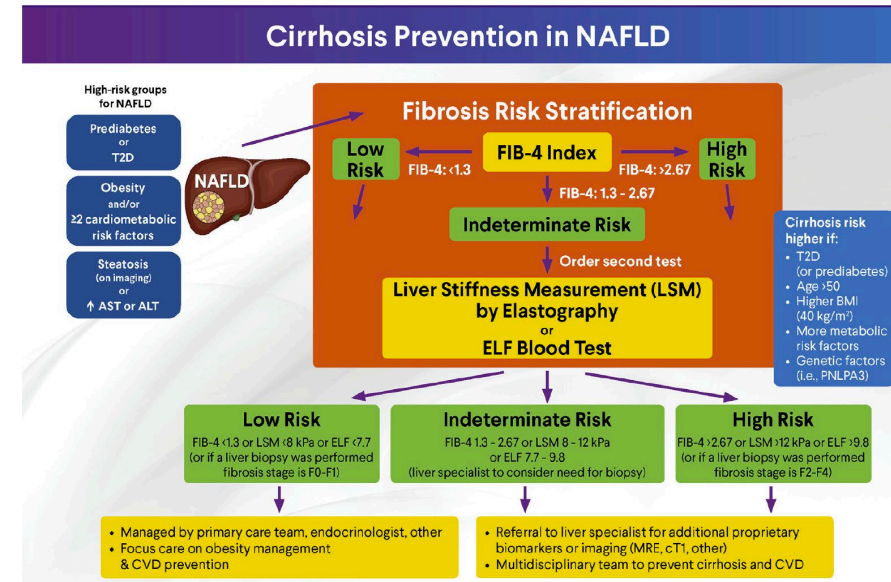 Cirrhosis Prevention in NAFLD
High-risk groups
for NAFLD
Prediabetes
or
T2D
Obesity
and/or
≥2 cardiometabolic
risk factors
Steatosis
(on imaging)
or
↑ AST or ALT
NAFLD
Fibrosis Risk Stratification
Low
Risk
FIB-4: <1.3
FIB-4 Index
FIB-4: >2.67
High
Risk
FIB-4: 1.3 - 2.67
Indeterminate Risk
Order second test
Liver Stiffness Measurement (LSM)
by Elastography
or
ELF Blood Test
Cirrhosis risk
higher if:
• T2D
(or prediabetes)
• Age >50
• Higher BMI
(40 kg/m²)
• More metabolic
risk factors
• Genetic factors
(i.e., PNLPA3)
Low Risk
FIB-4 <1.3 or LSM <8 kPa or ELF <7.7
(or if a liver biopsy was performed
fibrosis stage is F0-F1)
Indeterminate Risk
FIB-4 1.3 - 2.67 or LSM 8 - 12 kPa
or ELF 7.7 - 9.8
(liver specialist to consider need for biopsy)
High Risk
FIB-4 >2.67 or LSM >12 kPa or ELF >9.8
(or if a liver biopsy was performed
fibrosis stage is F2-F4)
• Managed by primary care team, endocrinologist, other
• Focus care on obesity management
& CVD prevention
• Referral to liver specialist for additional proprietary
biomarkers or imaging (MRE, cT1, other)
• Multidisciplinary team to prevent cirrhosis and CVD